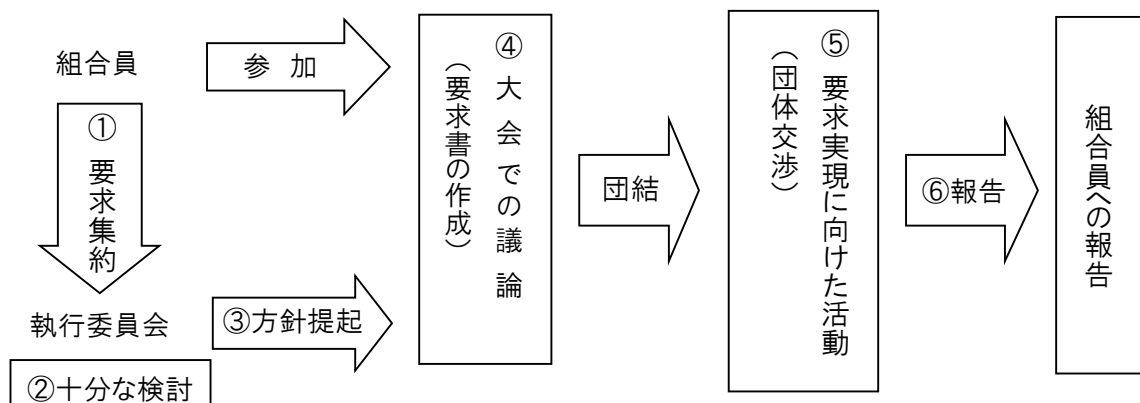 組合員
参 加
①要求集約
執行委員会
②十分な検討
③方針提起
④ 大会での議論
(要求書の作成)
団結
⑤ 要求実現に向けた活動
(団体交渉)
⑥報告
組合員への報告